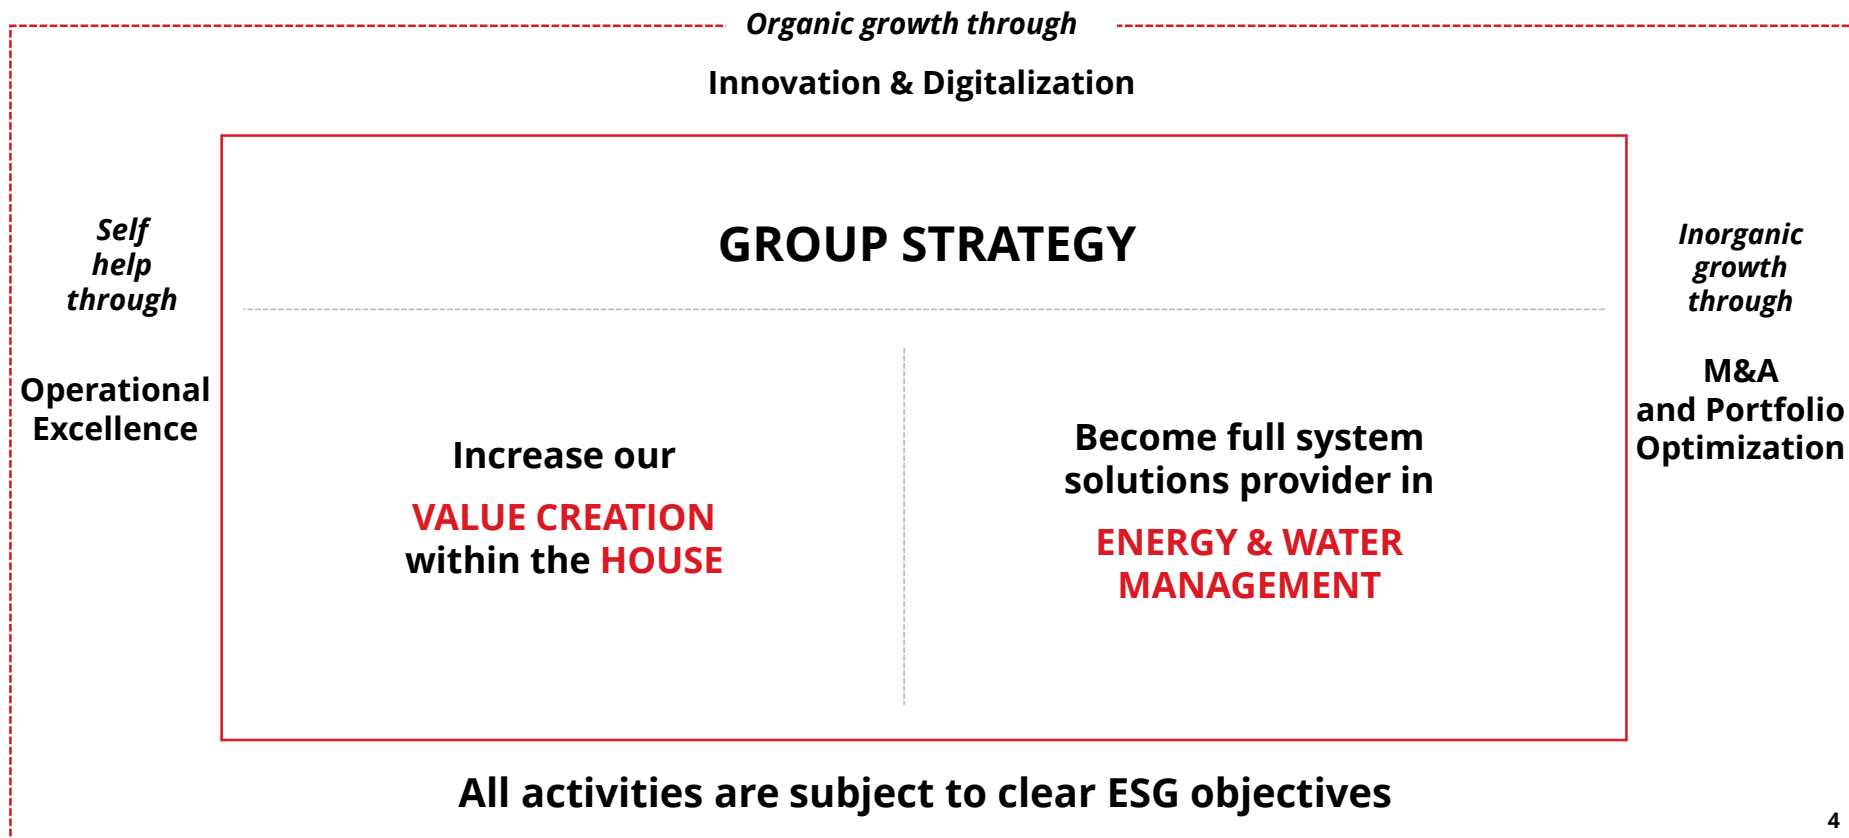 Organic growth through
Innovation & Digitalization
Self
help
through
Operational
Excellence
GROUP STRATEGY
Increase our
VALUE CREATION
within the HOUSE
Become full system
solutions provider in
ENERGY & WATER
MANAGEMENT
Inorganic
growth
through
M&A
and Portfolio
Optimization
All activities are subject to clear ESG objectives
4